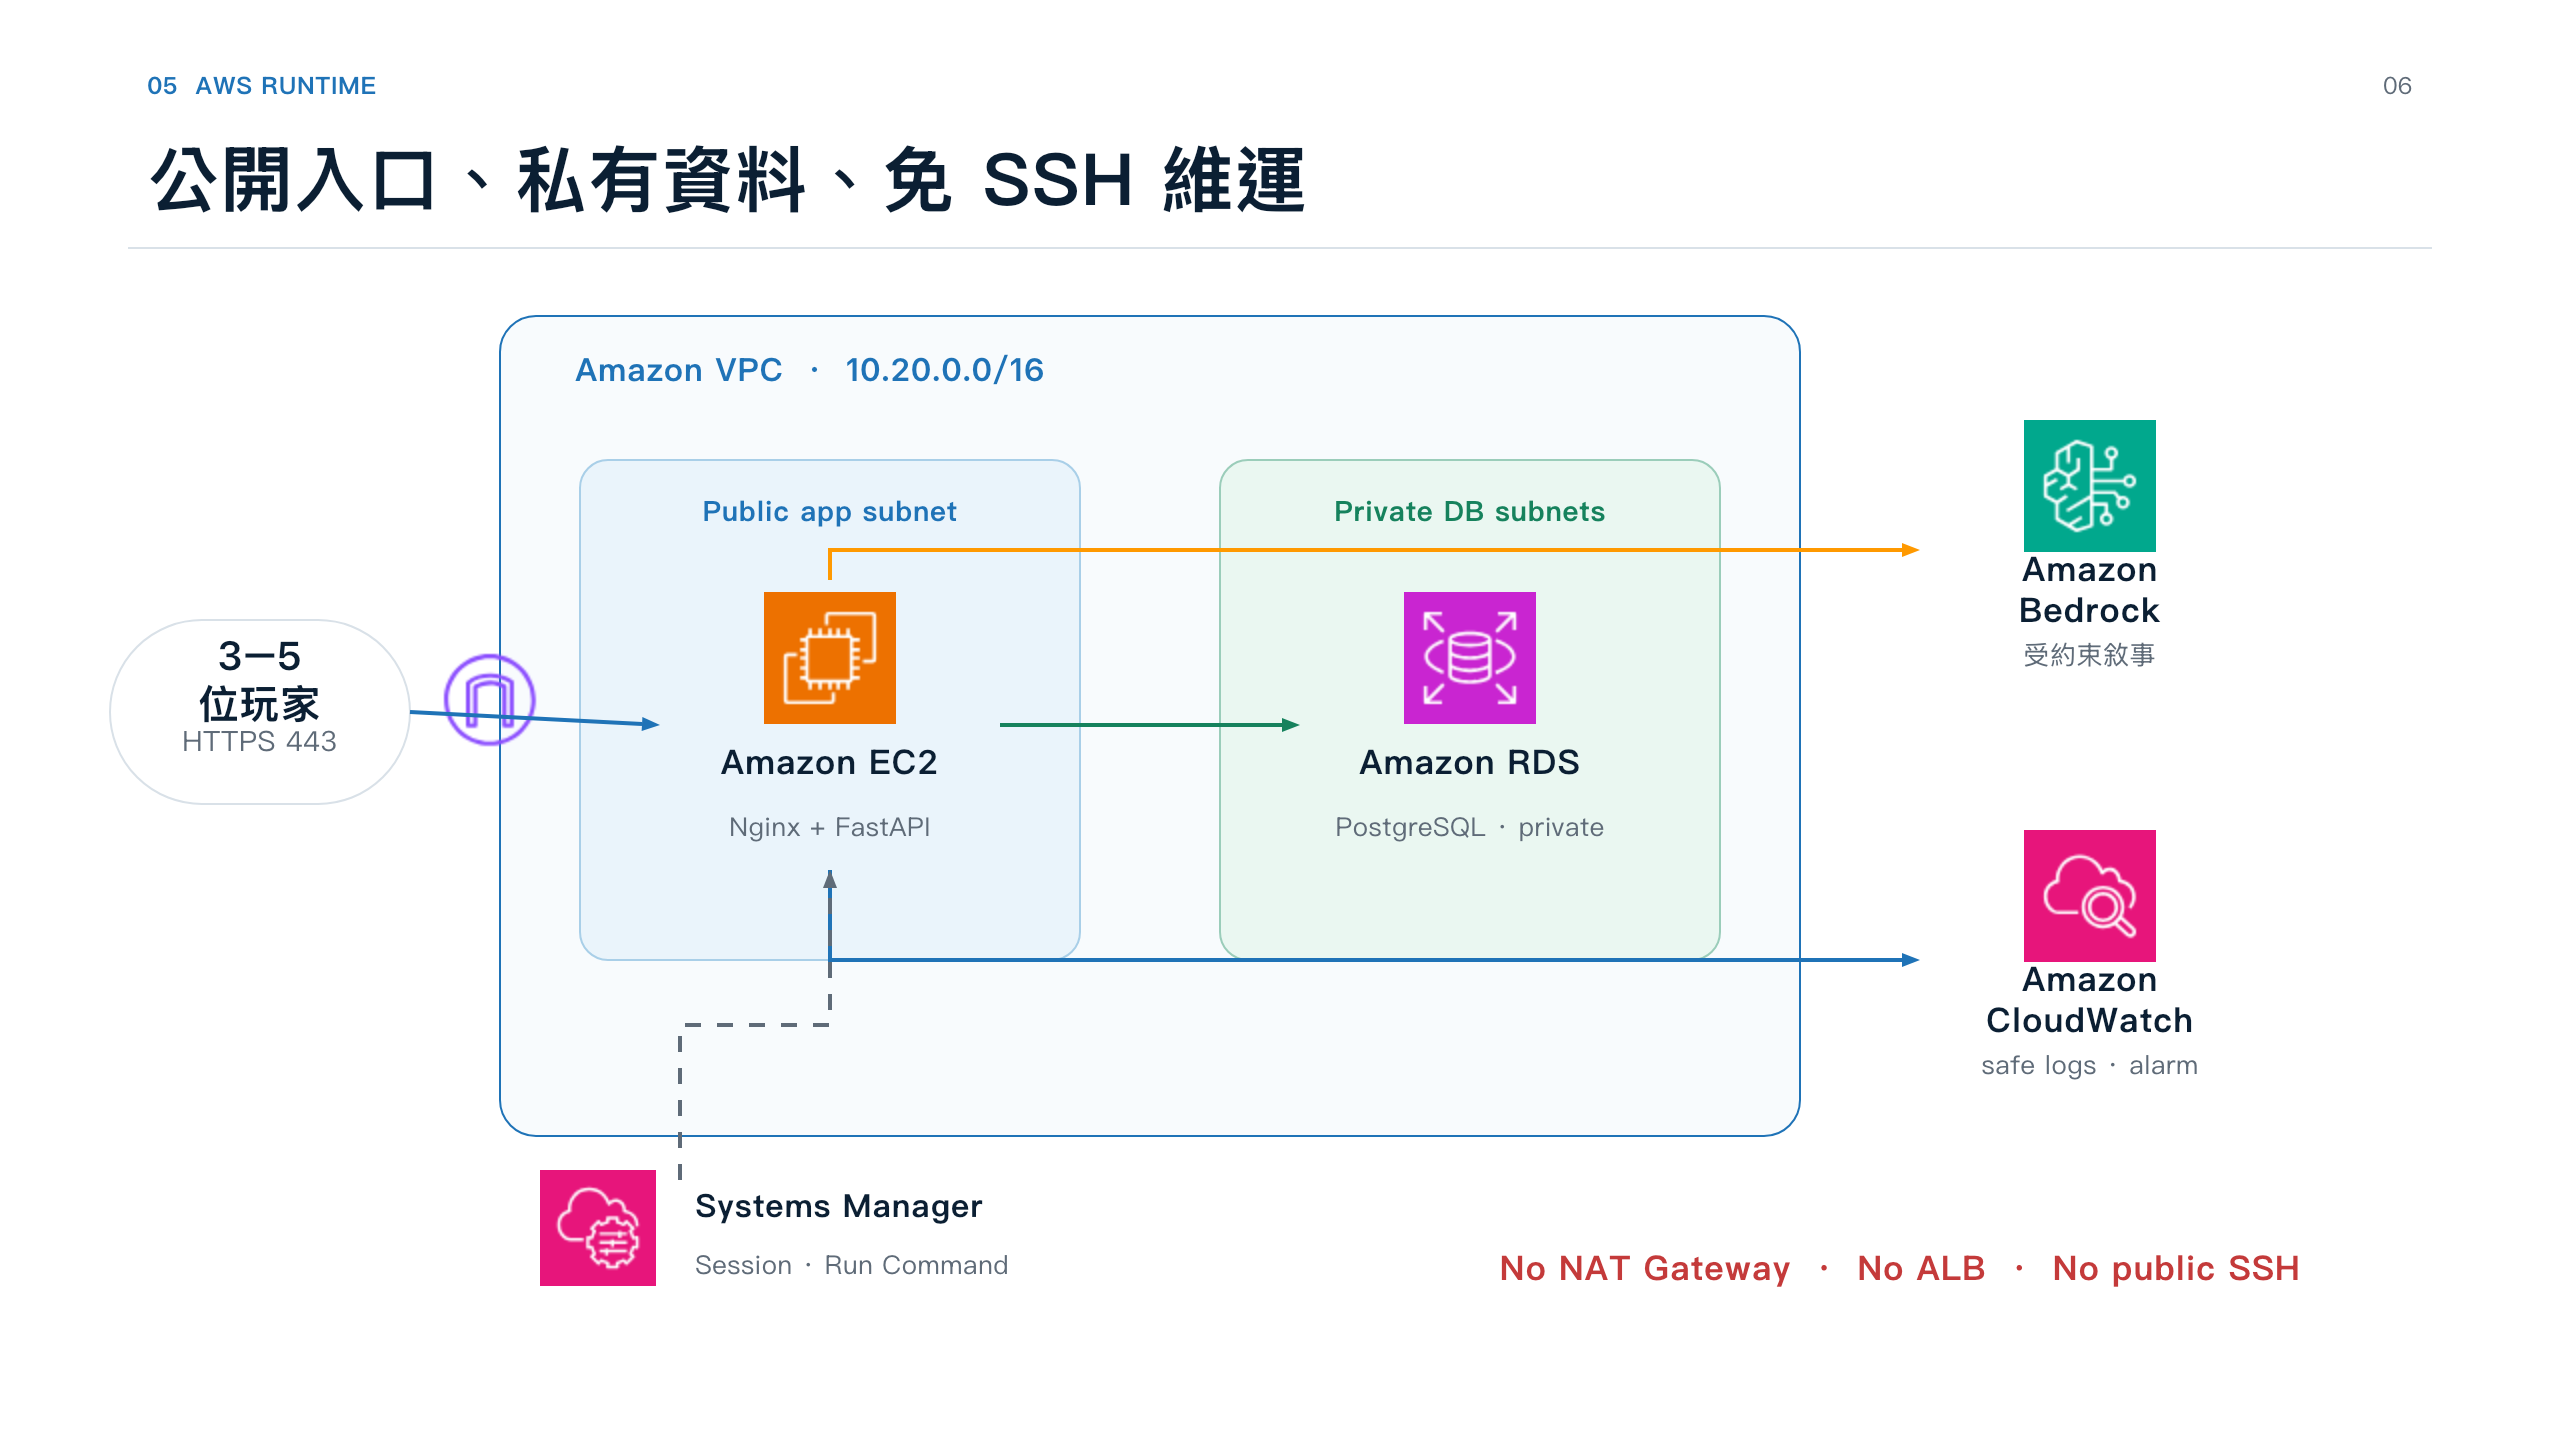 05 AWS RUNTIME
06
公開入口、私有資料、免 SSH 維運
Amazon VPC · 10.20.0.0/16
Public app subnet
Private DB subnets
3—5
位玩家
HTTPS 443
Amazon EC2
Nginx + FastAPI
Amazon RDS
PostgreSQL · private
Amazon
Bedrock
受約束敘事
Amazon
CloudWatch
safe logs · alarm
Systems Manager
Session · Run Command
No NAT Gateway · No ALB · No public SSH